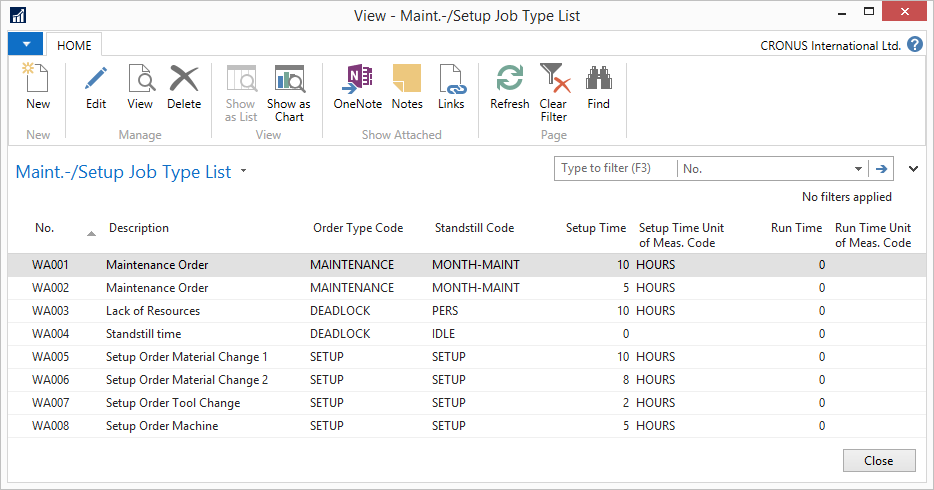 View - Maint.-/Setup Job Type List
HOME
CRONUS International Ltd. ?
New Edit View Delete Show as List Show as Chart OneNote Notes Links Refresh Clear Filter Find
New Manage View Show Attached Page
Maint.-/Setup Job Type List
Type to filter (F3) No.
No filters applied
No. Description Order Type Code Standstill Code Setup Time Setup Time Unit of Meas. Code Run Time Run Time Unit of Meas. Code
WA001 Maintenance Order MAINTENANCE MONTH-MAINT 10 HOURS 0
WA002 Maintenance Order MAINTENANCE MONTH-MAINT 5 HOURS 0
WA003 Lack of Resources DEADLOCK PERS 10 HOURS 0
WA004 Standstill time DEADLOCK IDLE 0 0
WA005 Setup Order Material Change 1 SETUP SETUP 10 HOURS 0
WA006 Setup Order Material Change 2 SETUP SETUP 8 HOURS 0
WA007 Setup Order Tool Change SETUP SETUP 2 HOURS 0
WA008 Setup Order Machine SETUP SETUP 5 HOURS 0
Close